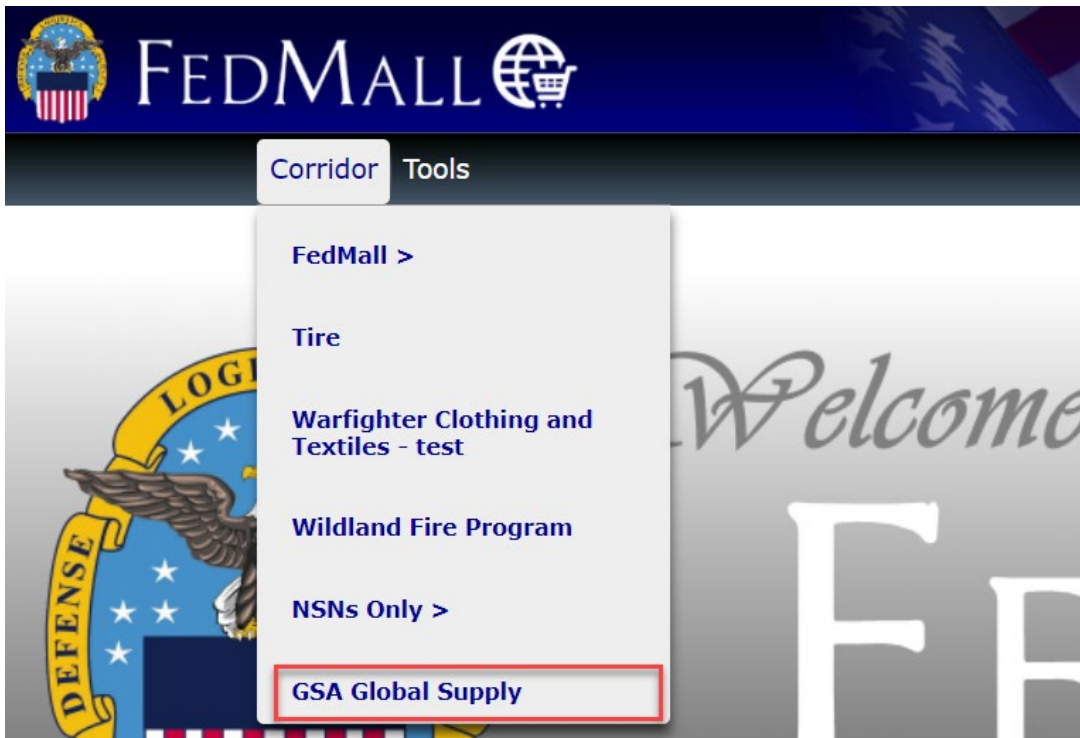 FEDMALL
Corridor Tools
FedMall >
Tire
Warfighter Clothing and
Textiles - test
Wildland Fire Program
NSNs Only >
GSA Global Supply
Welcome
DEFENSE